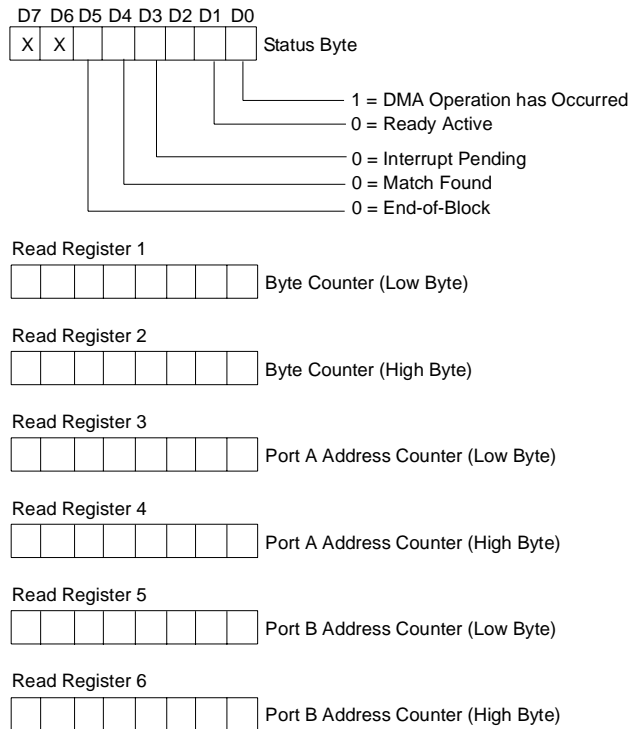 D7 D6 D5 D4 D3 D2 D1 D0
X X Status Byte
1 = DMA Operation has Occurred
0 = Ready Active
0 = Interrupt Pending
0 = Match Found
0 = End-of-Block
Read Register 1
Byte Counter (Low Byte)
Read Register 2
Byte Counter (High Byte)
Read Register 3
Port A Address Counter (Low Byte)
Read Register 4
Port A Address Counter (High Byte)
Read Register 5
Port B Address Counter (Low Byte)
Read Register 6
Port B Address Counter (High Byte)